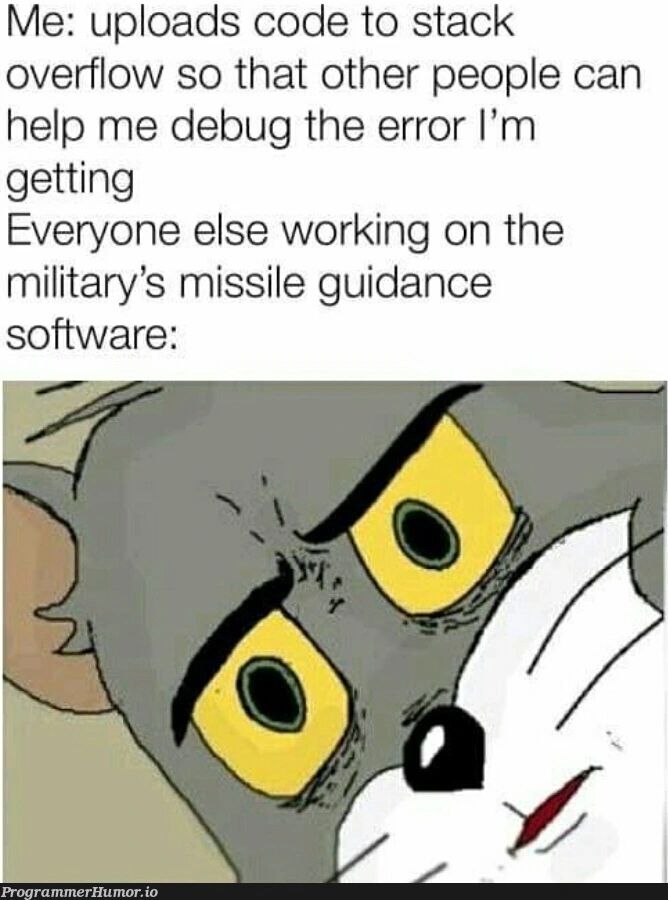 Me: uploads code to stack
overflow so that other people can
help me debug the error I’m
getting
Everyone else working on the
military’s missile guidance
software:
ProgrammerHumor.io